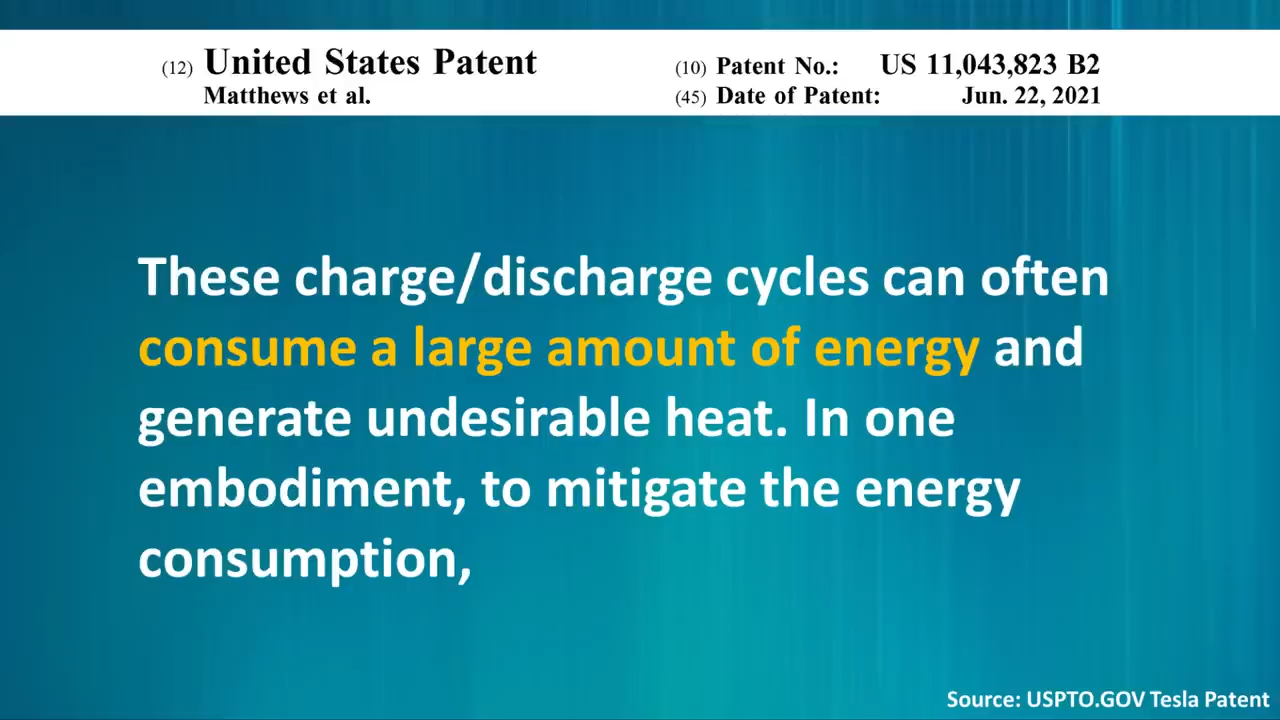 (12) United States Patent
Matthews et al.
(10) Patent No.: US 11,043,823 B2
(45) Date of Patent: Jun. 22, 2021
These charge/discharge cycles can often
consume a large amount of energy and
generate undesirable heat. In one
embodiment, to mitigate the energy
consumption,
Source: USPTO.GOV Tesla Patent